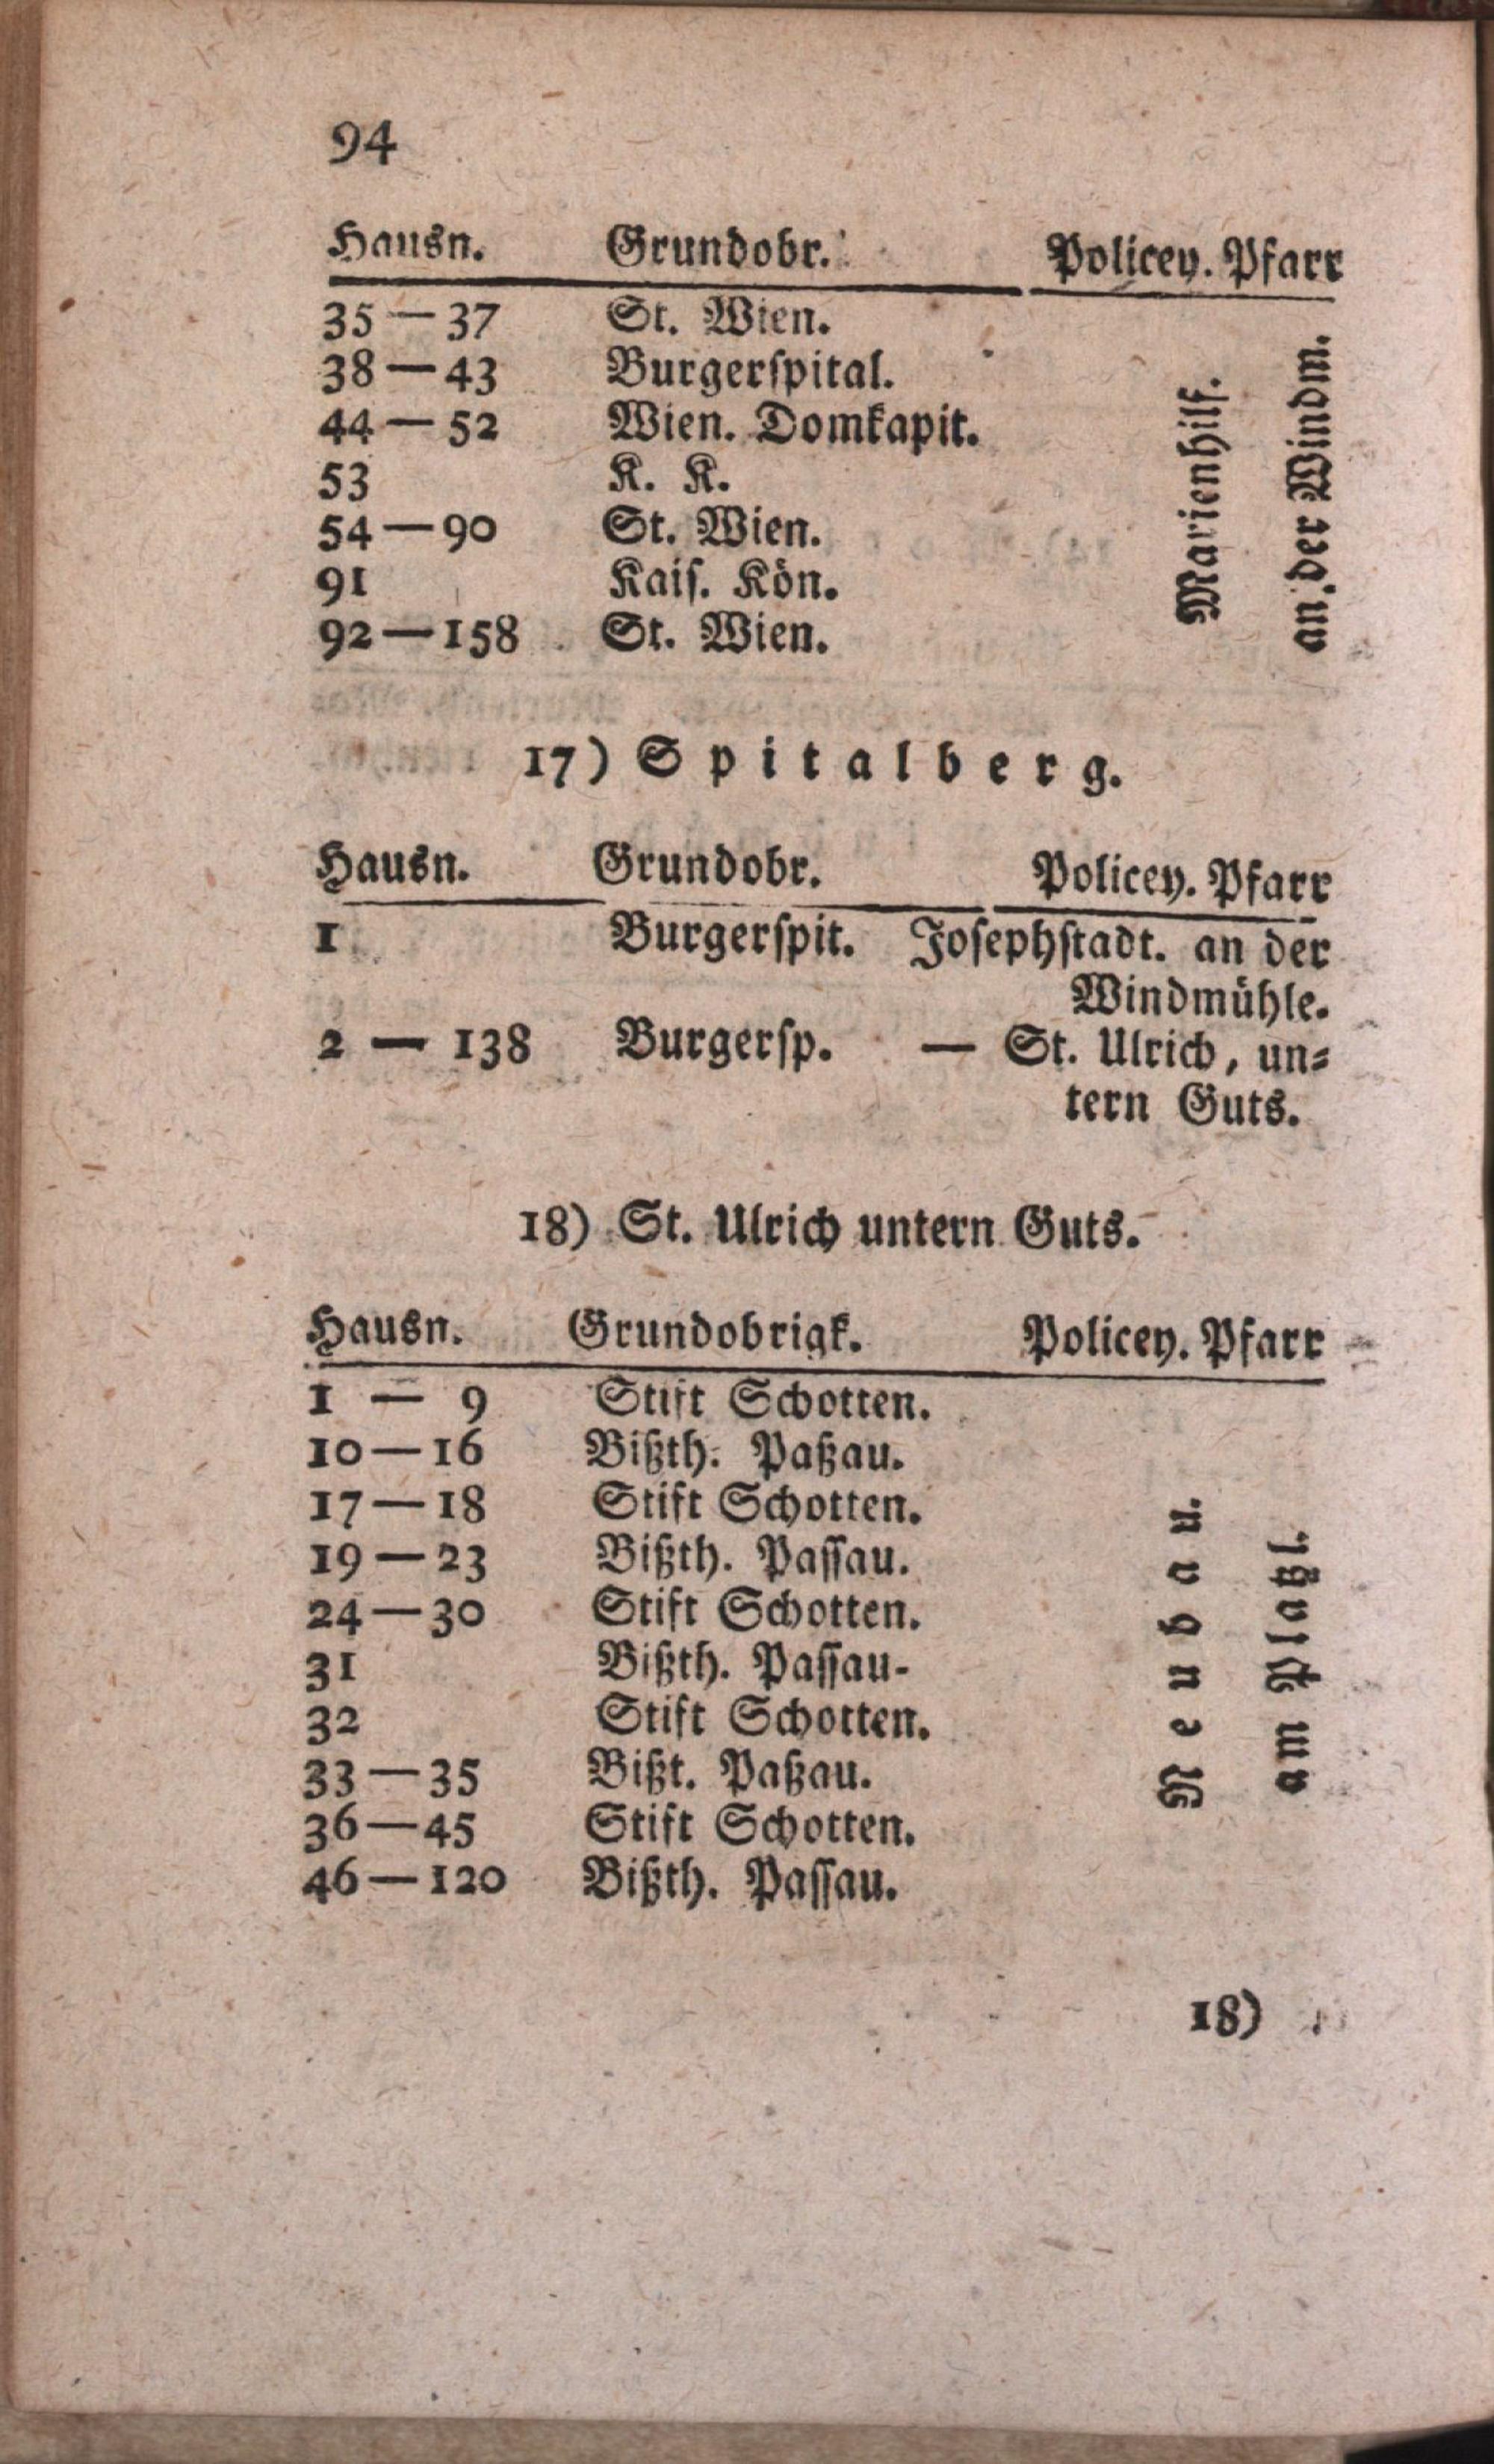 94
Hausn. Grundobr. Policey. Pfarr
35 — 37 St. Wien.
38 — 43 Burgerſpital.
44 — 52 Wien. Domkapit.
53 K. K.
54 — 90 St. Wien.
91 Kaiſ. Kön.
92 — 158 St. Wien.
Marienhilf.
an der Windm.
17) Spitalberg.
Hausn. Grundobr. Policey. Pfarr
1 Burgerſpit. Joſephſtadt. an der
Windmühle.
2 — 138 Burgerſp. — St. Ulrich, un⸗
tern Guts.
18) St. Ulrich untern Guts.
Hausn. Grundobrigk. Policey. Pfarr
1 — 9 Stift Schotten.
10 — 16 Bißth. Paßau.
17 — 18 Stift Schotten.
19 — 23 Bißth. Paſſau.
24 — 30 Stift Schotten.
31 Bißth. Paſſau-
32 Stift Schotten.
33 — 35 Bißt. Paßau.
36 — 45 Stift Schotten.
46 — 120 Bißth. Paſſau.
Neubau.
am Platzl.
18)